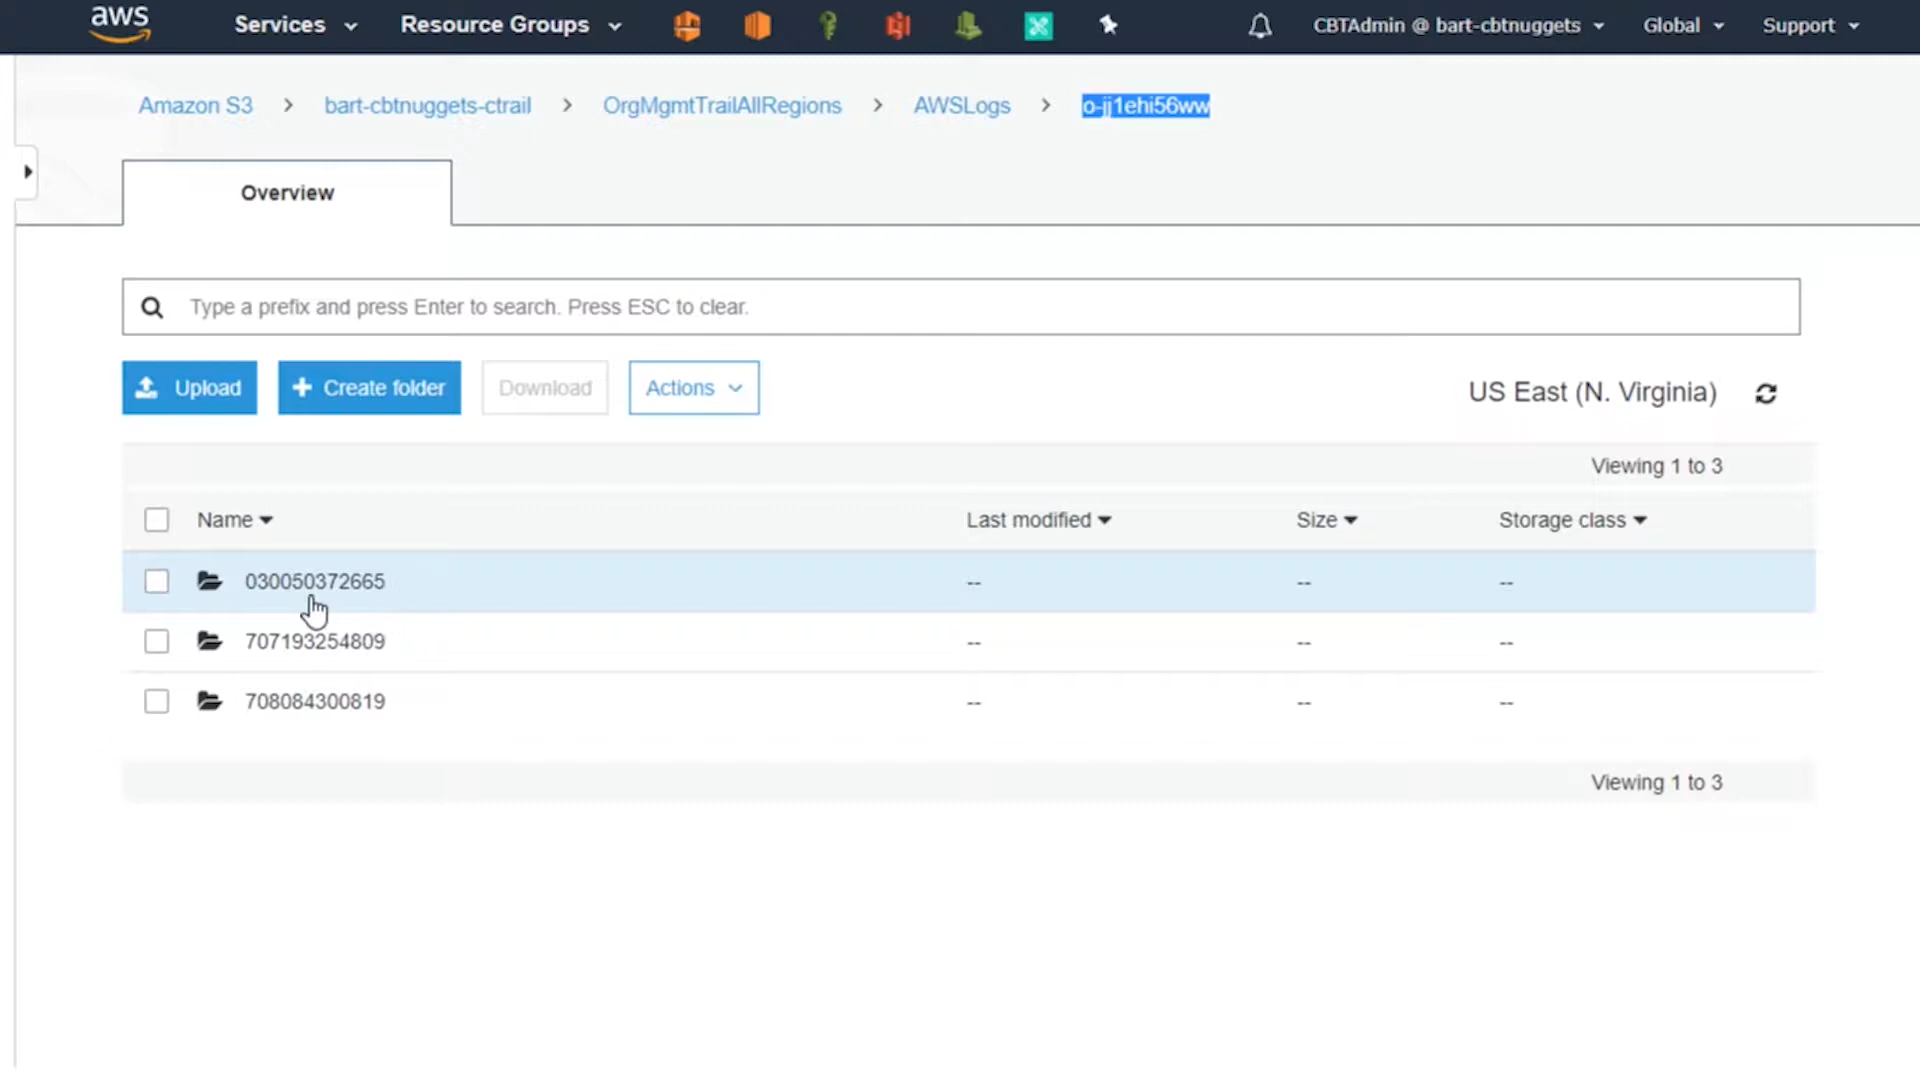 aws Services Resource Groups CBTAdmin @ bart-cbtnuggets Global Support
Amazon S3 > bart-cbtnuggets-ctrail > OrgMgmtTrailAllRegions > AWSLogs > o-jj1ehi56ww
Overview
Type a prefix and press Enter to search. Press ESC to clear.
Upload + Create folder Download Actions US East (N. Virginia)
Viewing 1 to 3
Name Last modified Size Storage class
030050372665 -- -- --
707193254809 -- -- --
708084300819 -- -- --
Viewing 1 to 3